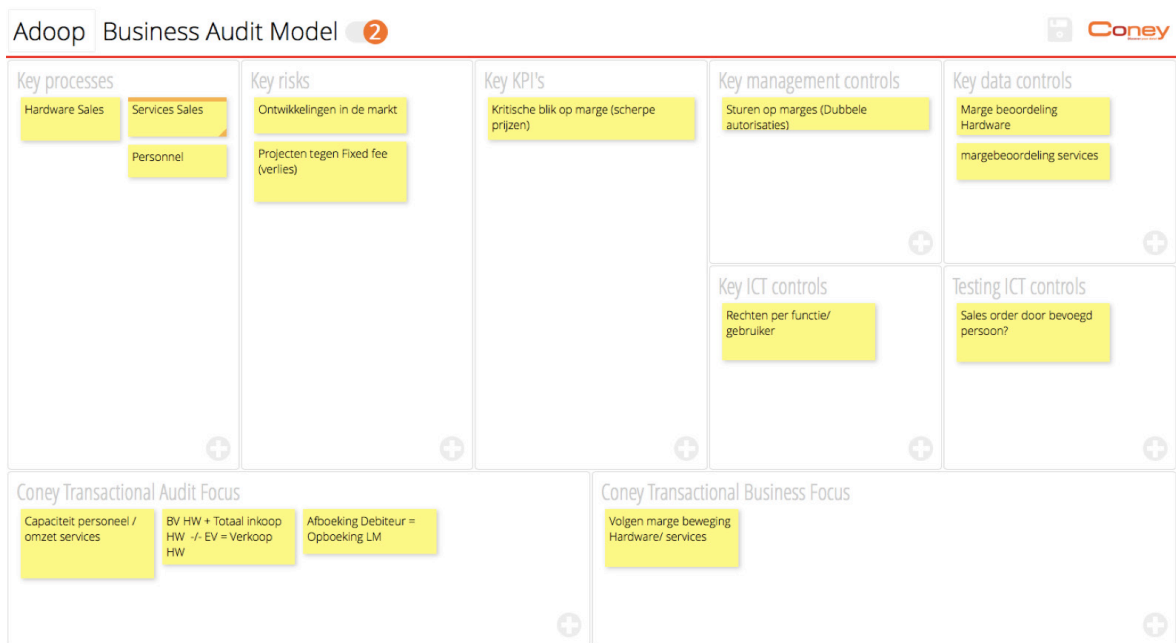 Adoop Business Audit Model 2
Coney
Key processes
Hardware Sales
Services Sales
Personnel
Key risks
Ontwikkelingen in de markt
Projecten tegen Fixed fee
(verlies)
Key KPI's
Kritische blik op marge (scherpe
prijzen)
Key management controls
Sturen op marges (Dubbele
autorisaties)
Key data controls
Marge beoordeling
Hardware
margebeoordeling services
Key ICT controls
Rechten per functie/
gebruiker
Testing ICT controls
Sales order door bevoegd
persoon?
Coney Transactional Audit Focus
Capaciteit personeel /
omzet services
BV HW + Totaal inkoop
HW -/- EV = Verkoop
HW
Afboeking Debiteur =
Opboeking LM
Coney Transactional Business Focus
Volgen marge beweging
Hardware/ services